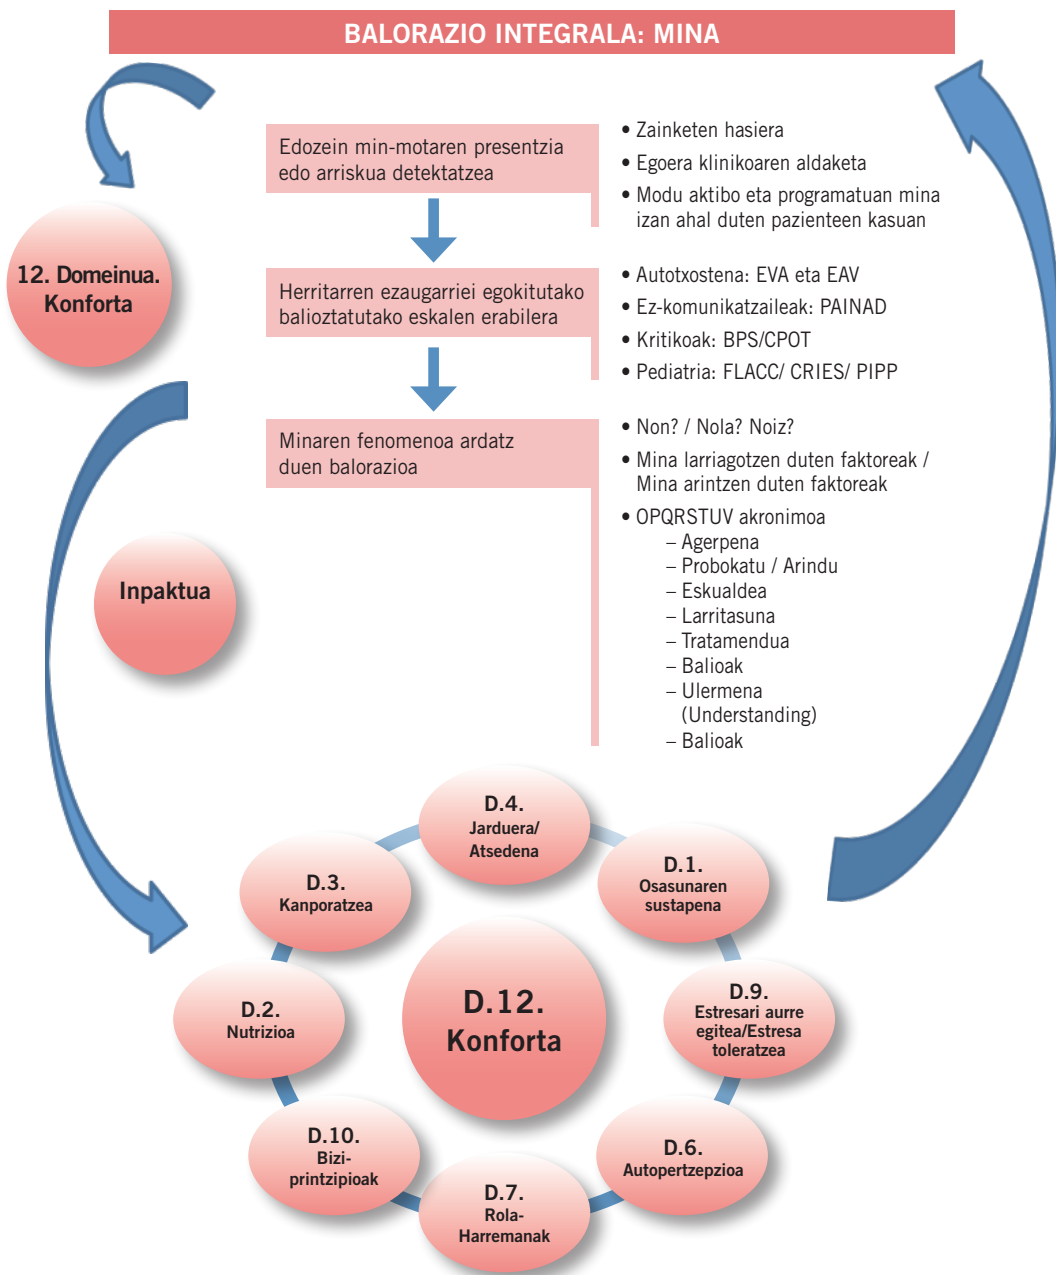 BALORAZIO INTEGRALA: MINA
Edozein min-motaren presentzia
edo arriskua detektatzea
• Zainketen hasiera
• Egoera klinikoaren aldaketa
• Modu aktibo eta programatuan mina
izan ahal duten pazienteen kasuan
12. Domeinua.
Konforta
Herritarren ezaugarriei egokitutako
balioztatutako eskalen erabilera
• Autotxostena: EVA eta EAV
• Ez-komunikatzaileak: PAINAD
• Kritikoak: BPS/CPOT
• Pediatria: FLACC/ CRIES/ PIPP
Minaren fenomenoa ardatz
duen balorazioa
• Non? / Nola? Noiz?
• Mina larriagotzen duten faktoreak /
Mina arintzen duten faktoreak
• OPQRSTUV akronimoa
– Agerpena
– Probokatu / Arindu
– Eskualdea
– Larritasuna
– Tratamendua
– Balioak
– Ulermena
(Understanding)
– Balioak
Inpaktua
D.4.
Jarduera/
Atsedena
D.3.
Kanporatzea
D.1.
Osasunaren
sustapena
D.2.
Nutrizioa
D.12.
Konforta
D.9.
Estresari aurre
egitea/Estresa
toleratzea
D.10.
Bizi-
printzipioak
D.6.
Autopertzepzioa
D.7.
Rola-
Harremanak